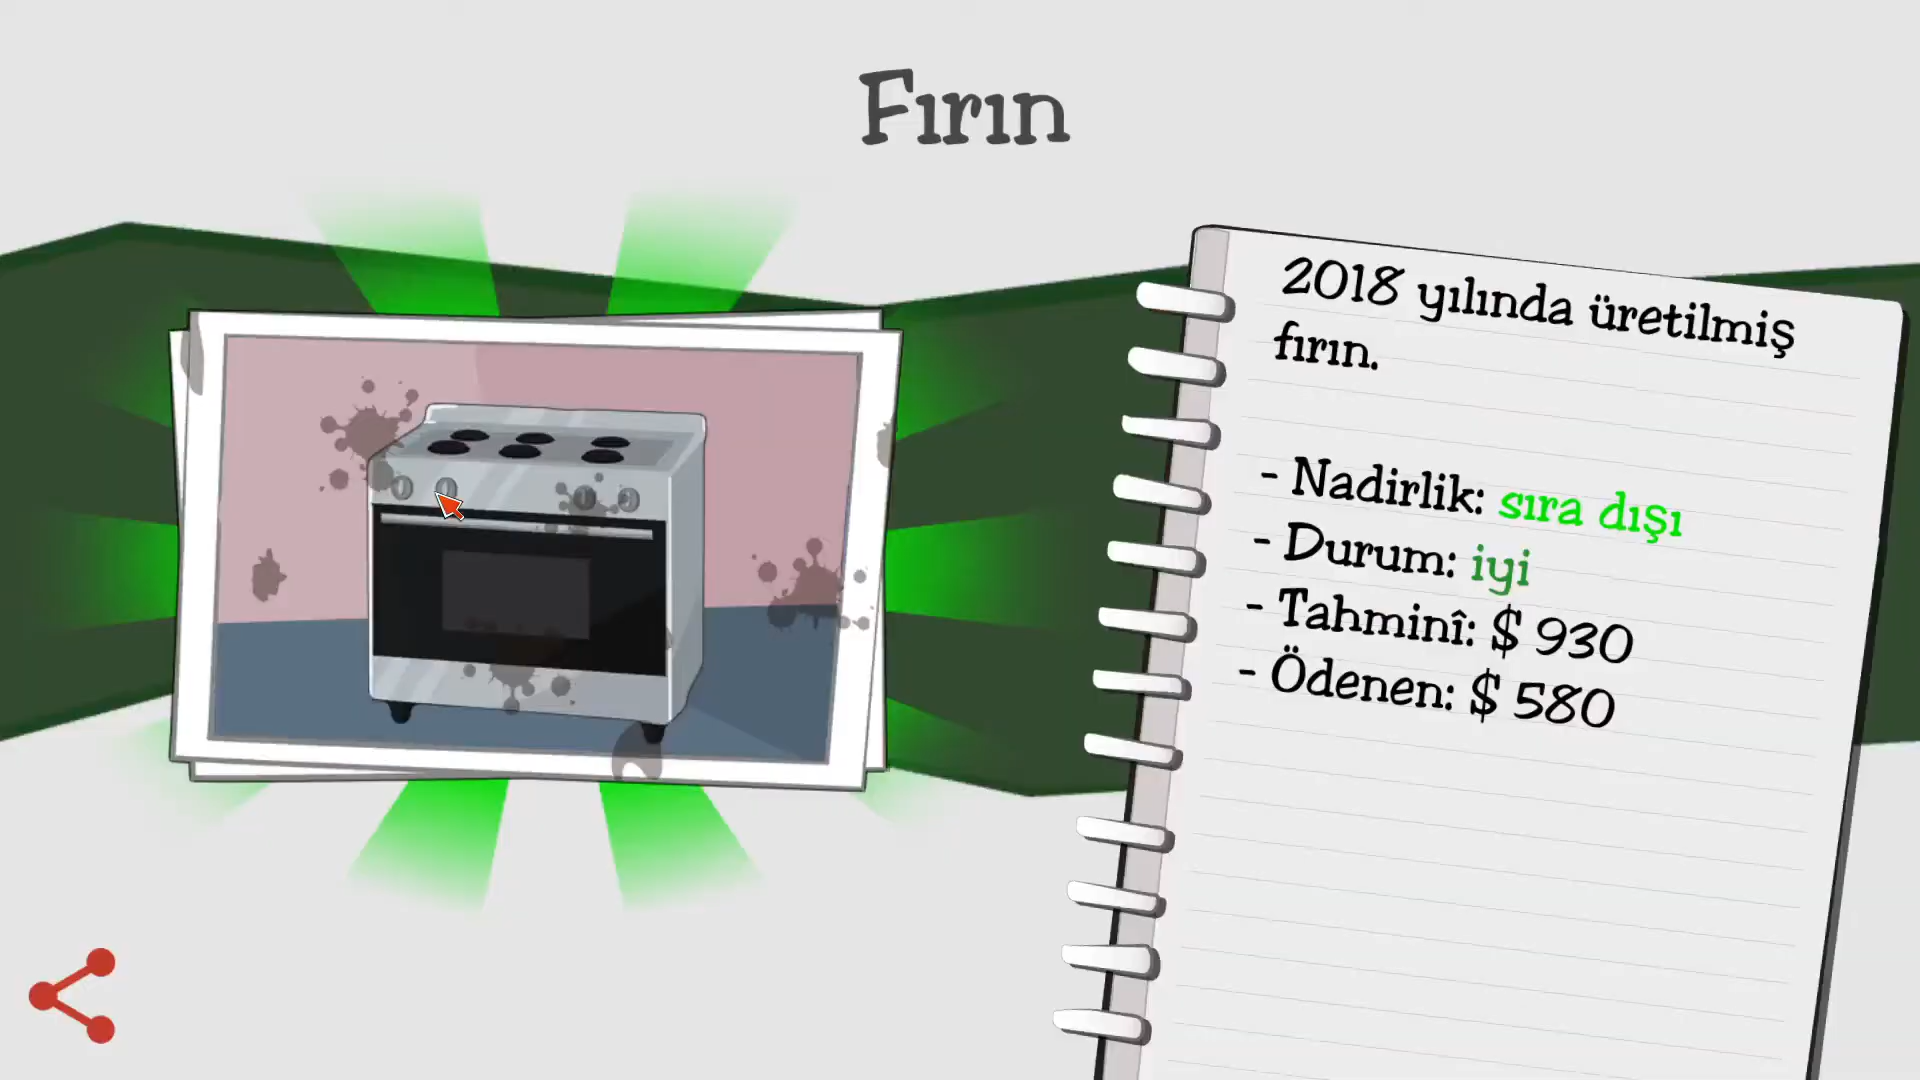 Fırın
2018 yılında üretilmiş
fırın.
- Nadirlik: sıra dışı
- Durum: iyi
- Tahminî: $ 930
- Ödenen: $ 580